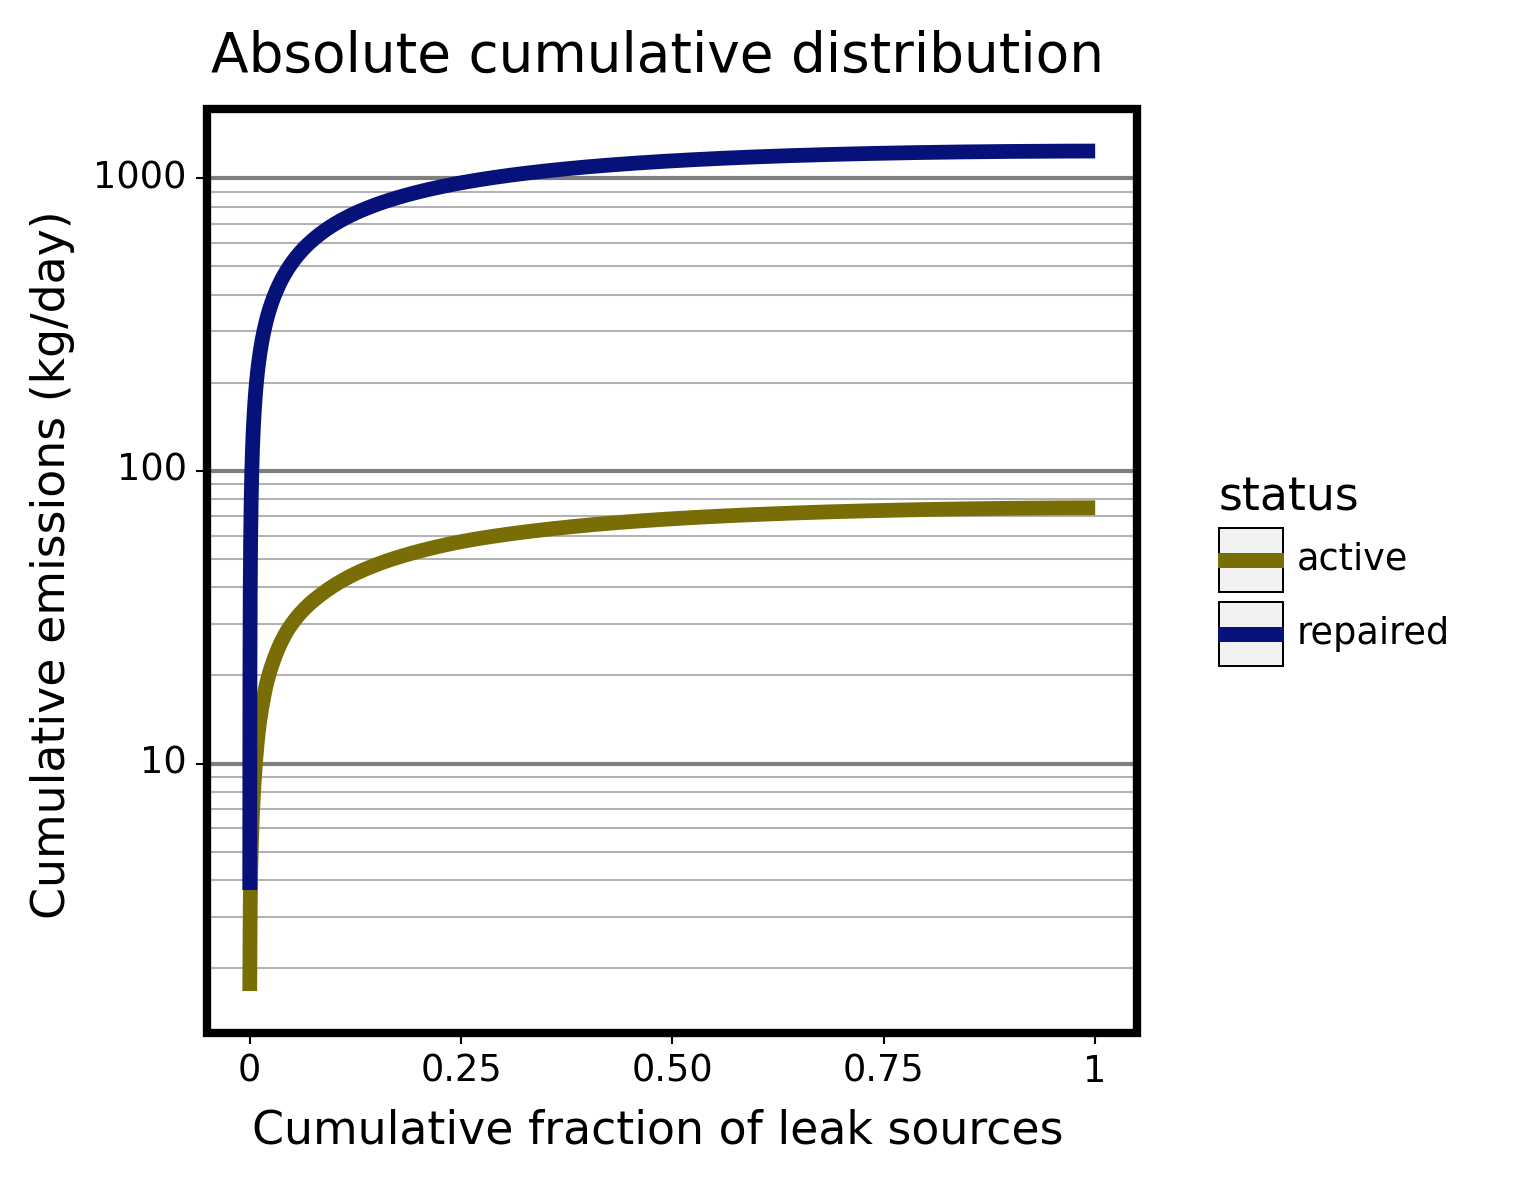 Absolute cumulative distribution
Cumulative emissions (kg/day)
1000
100
10
0 0.25 0.50 0.75 1
Cumulative fraction of leak sources
status
active
repaired